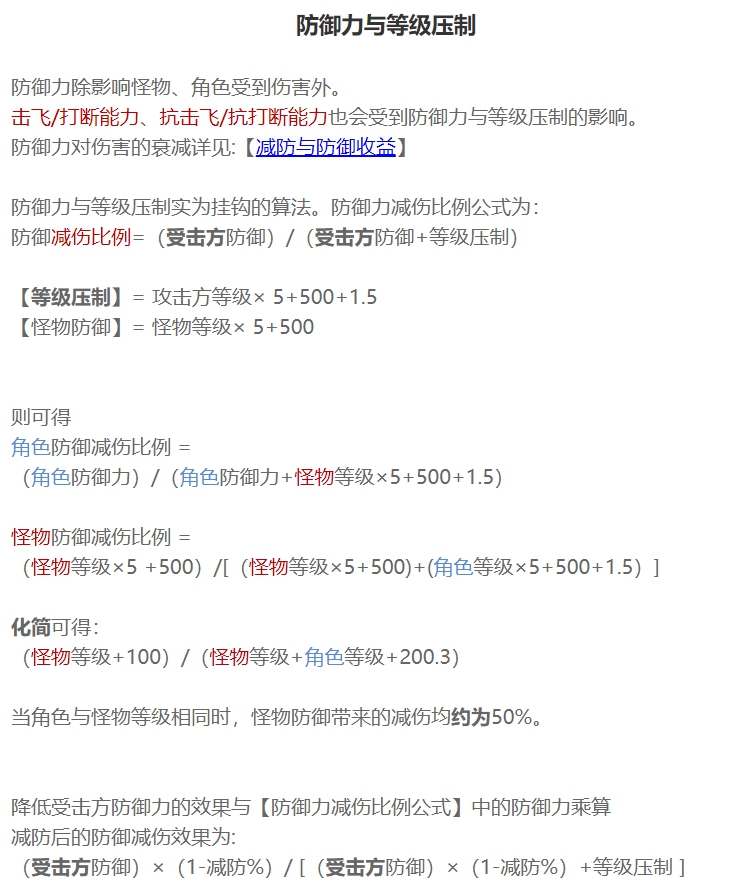 防御力与等级压制
防御力除影响怪物、角色受到伤害外。
击飞/打断能力、抗击飞/抗打断能力也会受到防御力与等级压制的影响。
防御力对伤害的衰减详见:【减防与防御收益】
防御力与等级压制实为挂钩的算法。防御力减伤比例公式为：
防御减伤比例=（受击方防御）/（受击方防御+等级压制）
【等级压制】= 攻击方等级× 5+500+1.5
【怪物防御】= 怪物等级× 5+500
则可得
角色防御减伤比例 =
（角色防御力）/（角色防御力+怪物等级×5+500+1.5）
怪物防御减伤比例 =
（怪物等级×5 +500）/[（怪物等级×5+500)+(角色等级×5+500+1.5）]
化简可得：
（怪物等级+100）/（怪物等级+角色等级+200.3）
当角色与怪物等级相同时，怪物防御带来的减伤均约为50%。
降低受击方防御力的效果与【防御力减伤比例公式】中的防御力乘算
减防后的防御减伤效果为:
（受击方防御）×（1-减防%）/ [（受击方防御）×（1-减防%）+等级压制 ]